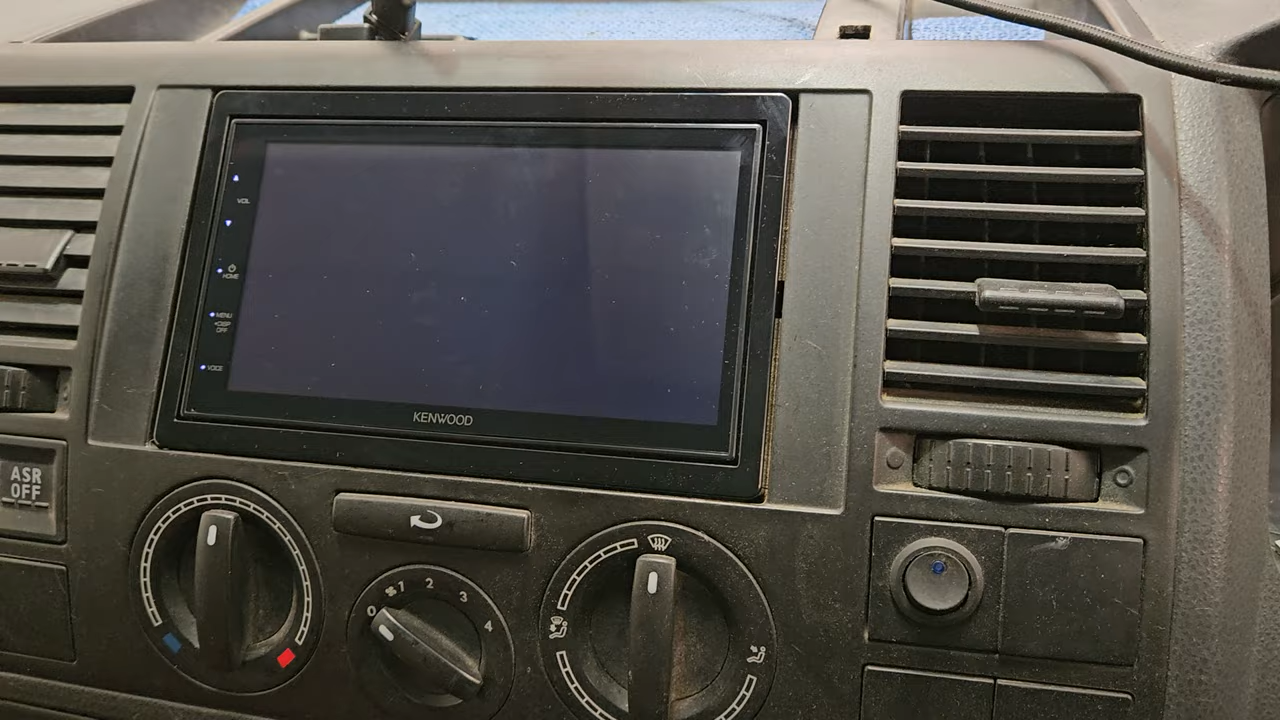 VOL
HOME
MENU
•DISP
OFF
VOICE
KENWOOD
ASR
OFF
0
1
2
3
4